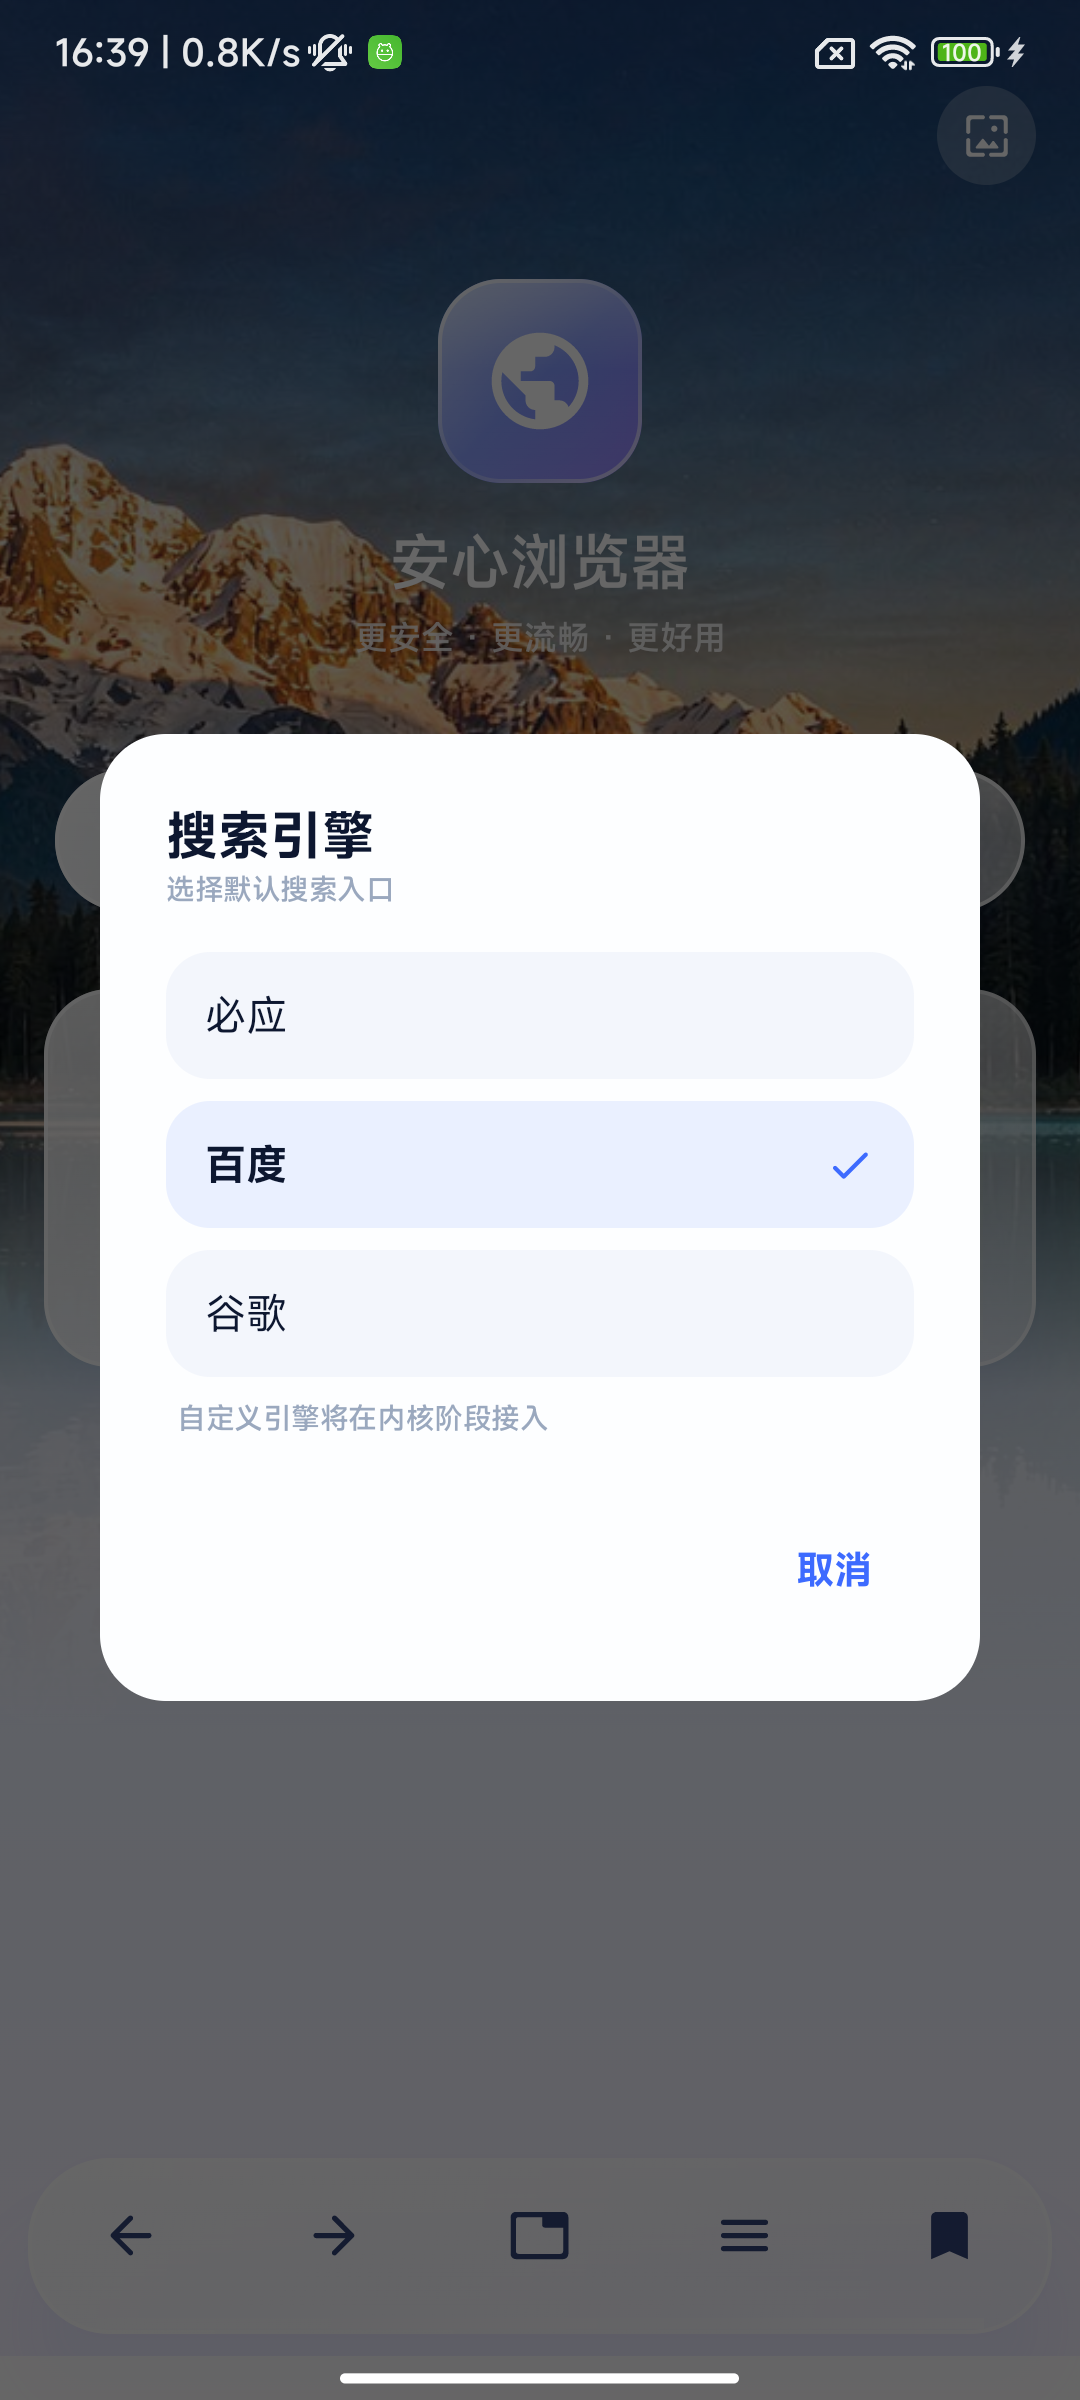 16:39 | 0.8K/s
100
安心浏览器
更安全 · 更流畅 · 更好用
搜索引擎
选择默认搜索入口
必应
百度
谷歌
自定义引擎将在内核阶段接入
取消